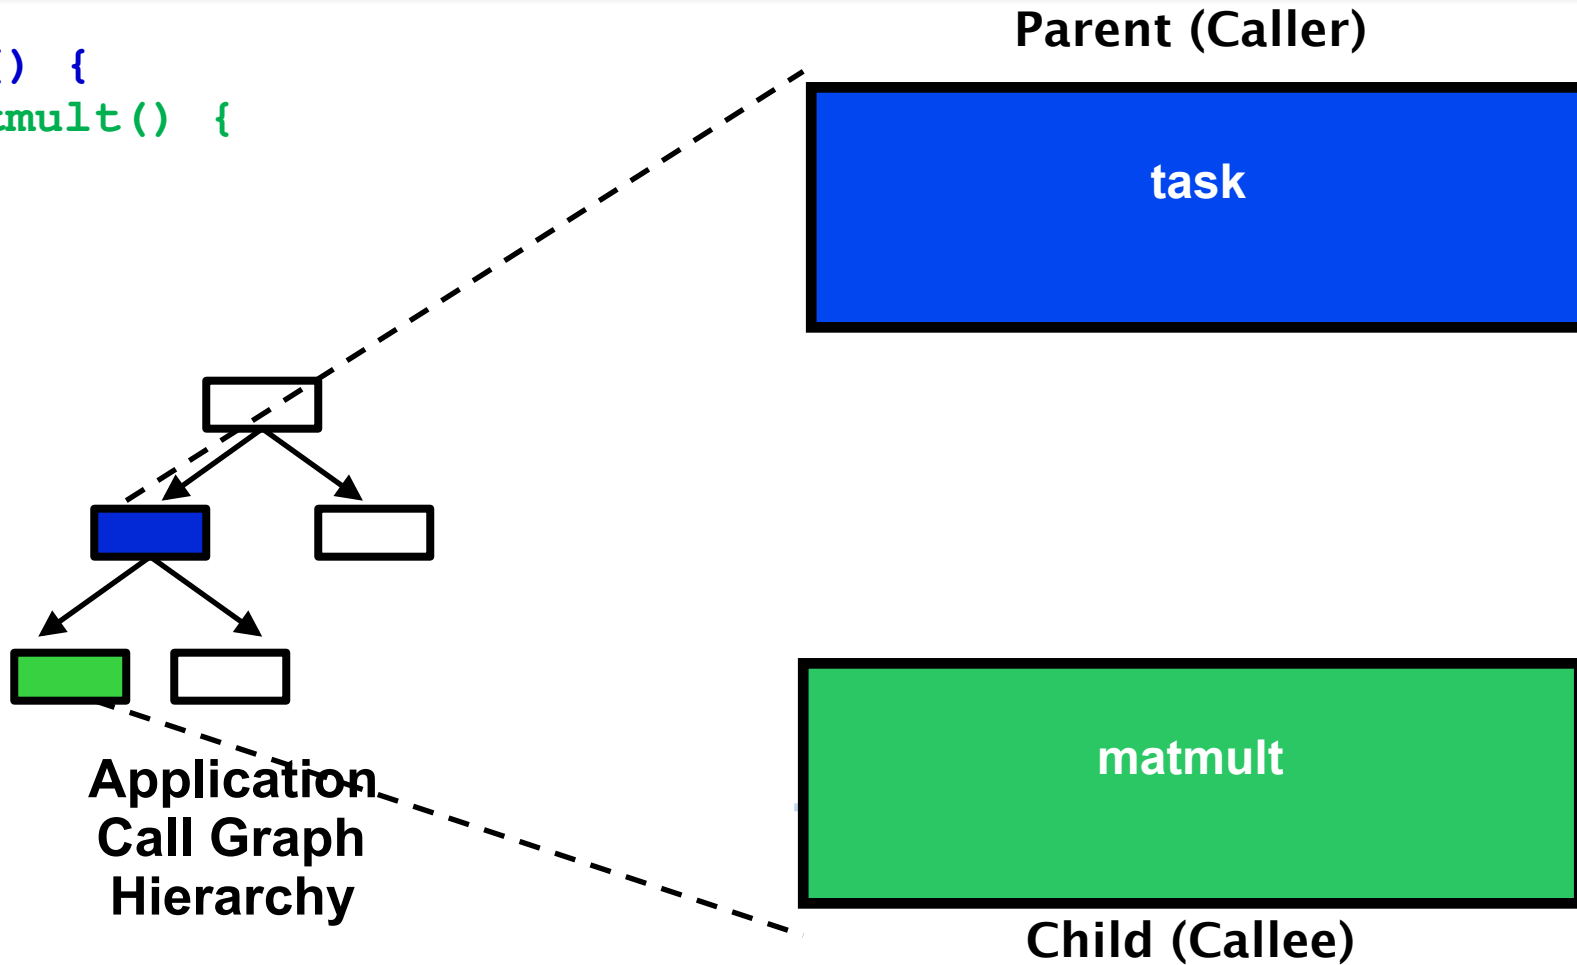 () {
mult() {
Parent (Caller)
task
matmult
Application
Call Graph
Hierarchy
Child (Callee)